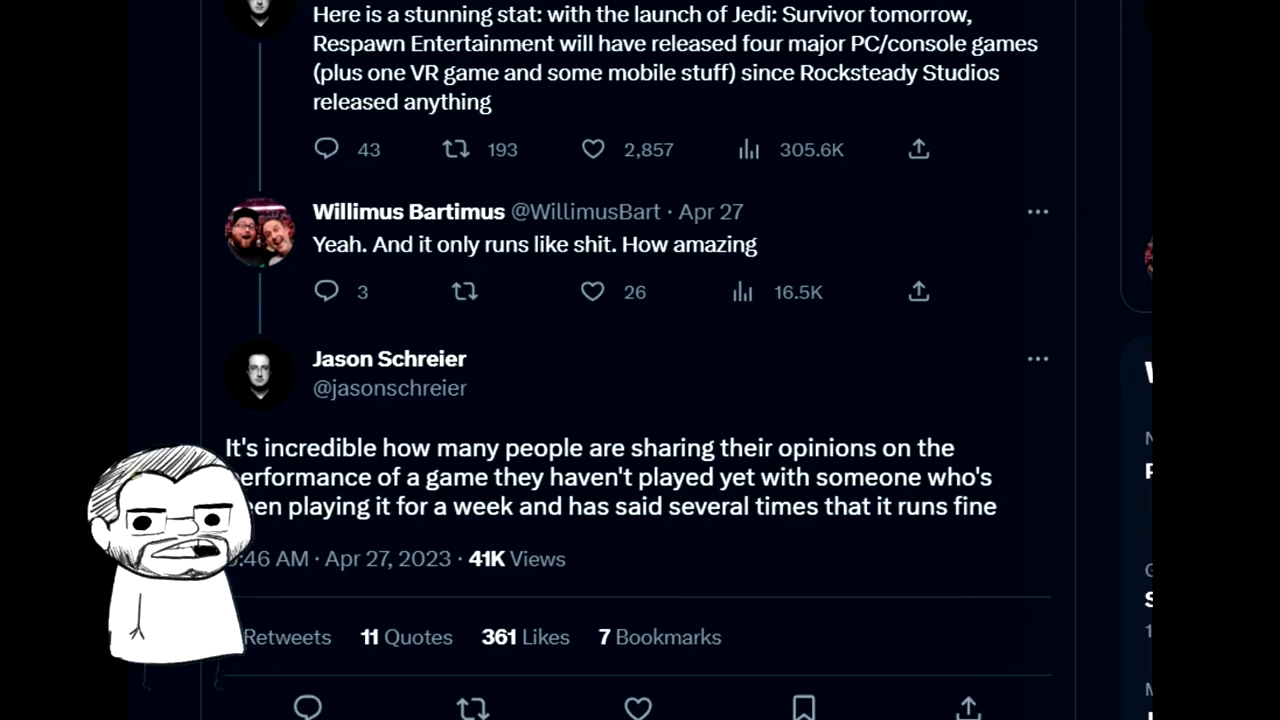 Here is a stunning stat: with the launch of Jedi: Survivor tomorrow,
Respawn Entertainment will have released four major PC/console games
(plus one VR game and some mobile stuff) since Rocksteady Studios
released anything
43 193 2,857 305.6K
Willimus Bartimus @WillimusBart · Apr 27
Yeah. And it only runs like shit. How amazing
3 26 16.5K
Jason Schreier
@jasonschreier
It's incredible how many people are sharing their opinions on the
of a game they haven't played yet with someone who's
playing it for a week and has said several times that it runs fine
:46 AM · Apr 27, 2023 · 41K Views
Retweets 11 Quotes 361 Likes 7 Bookmarks